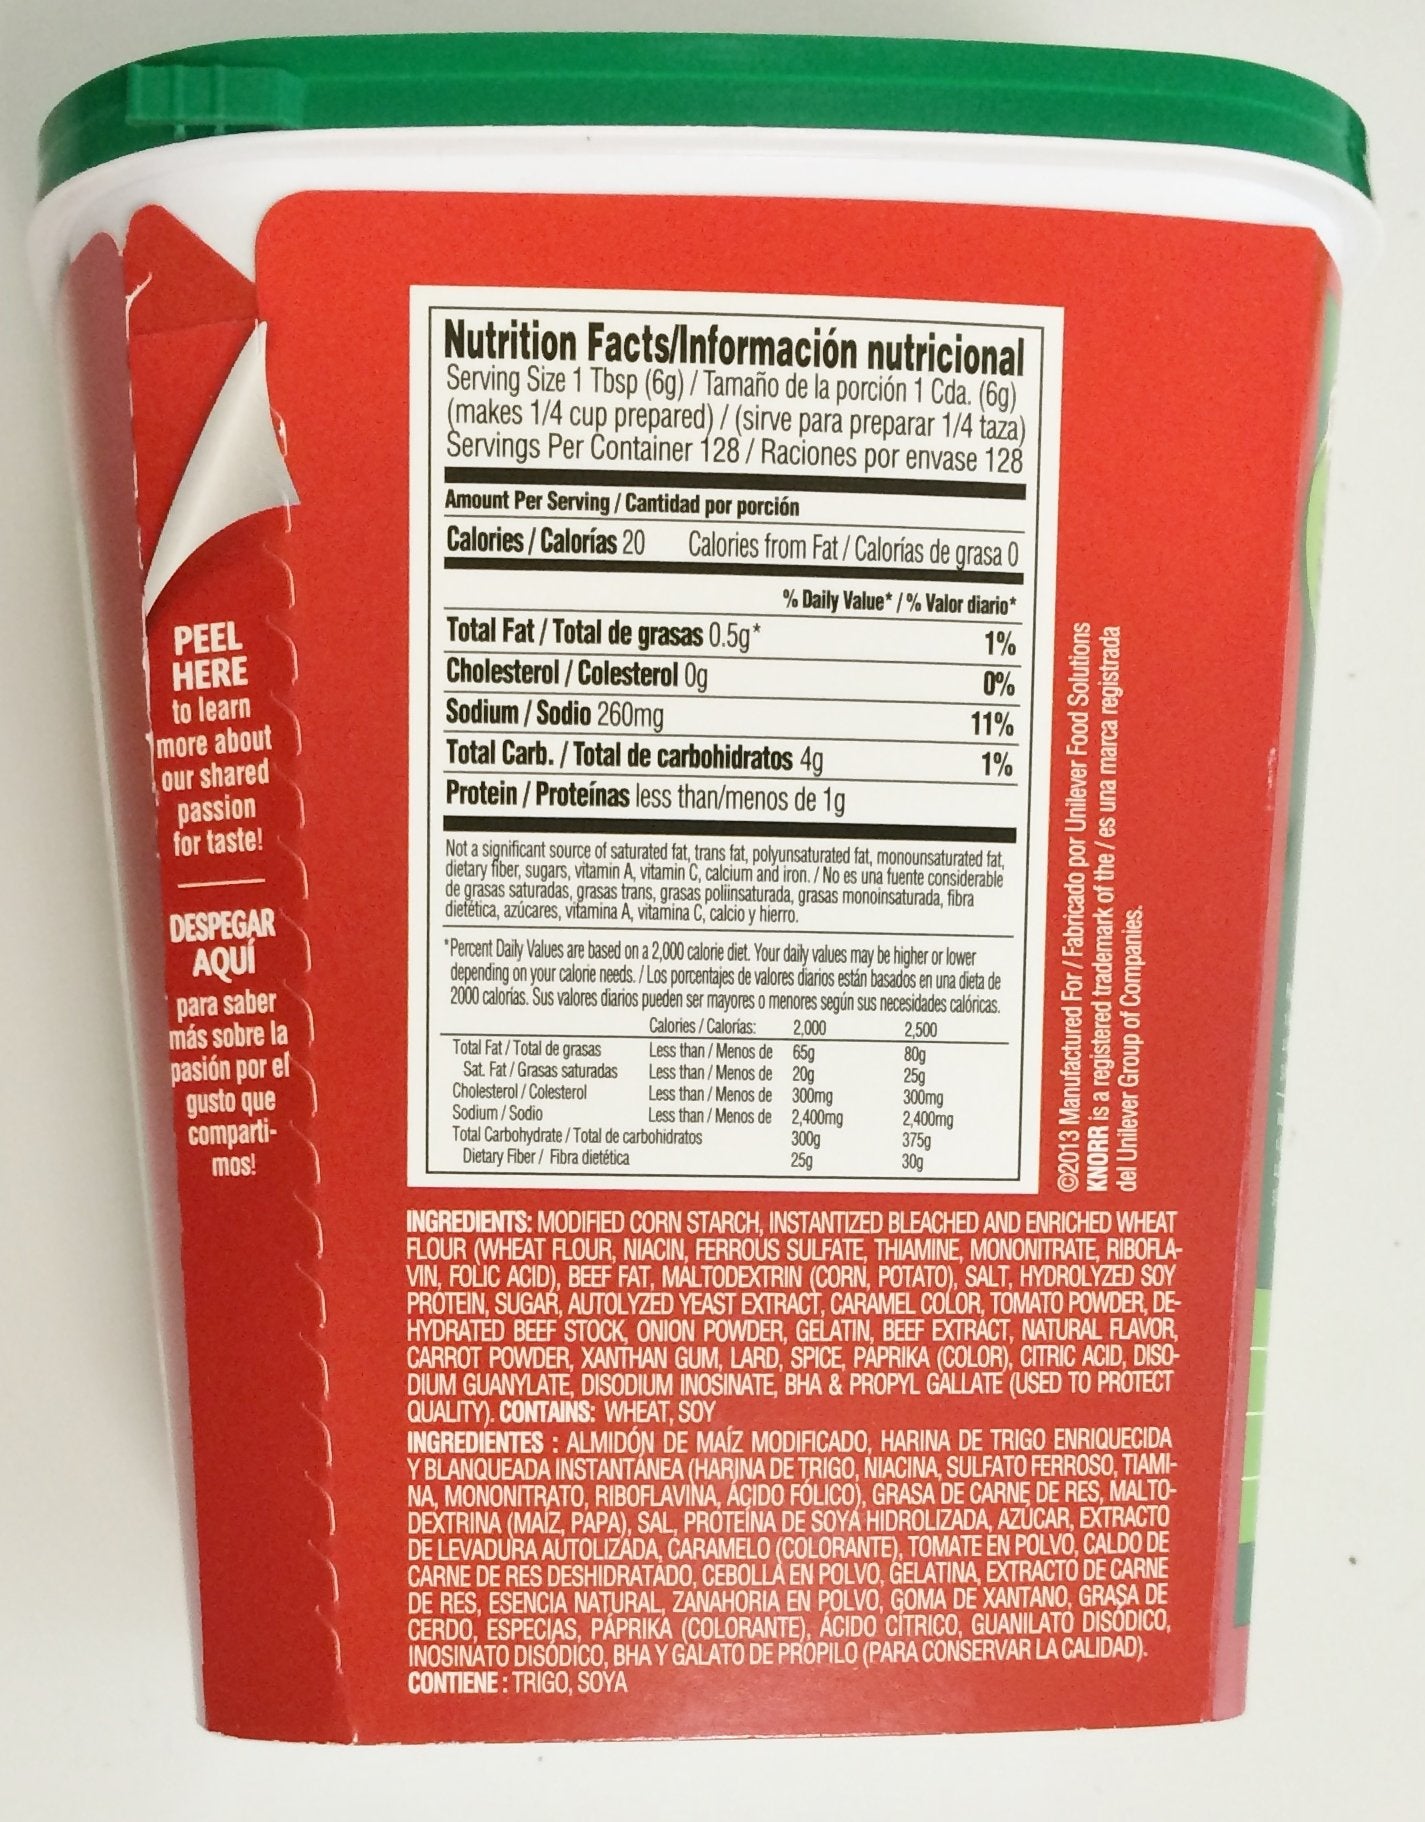 PEEL
HERE
to learn
more about
our shared
passion
for taste!
DESPEGAR
AQUÍ
para saber
más sobre la
pasión por el
gusto que
comparti-
mos!
Nutrition Facts/Información nutricional
Serving Size 1 Tbsp (6g) / Tamaño de la porción 1 Cda. (6g)
(makes 1/4 cup prepared) / (sirve para preparar 1/4 taza)
Servings Per Container 128 / Raciones por envase 128
Amount Per Serving / Cantidad por porción
Calories / Calorías 20 Calories from Fat / Calorías de grasa 0
% Daily Value* / % Valor diario*
Total Fat / Total de grasas 0.5g* 1%
Cholesterol / Colesterol 0g 0%
Sodium / Sodio 260mg 11%
Total Carb. / Total de carbohidratos 4g 1%
Protein / Proteínas less than/menos de 1g
Not a significant source of saturated fat, trans fat, polyunsaturated fat, monounsaturated fat,
dietary fiber, sugars, vitamin A, vitamin C, calcium and iron. / No es una fuente considerable
de grasas saturadas, grasas trans, grasas poliinsaturada, grasas monoinsaturada, fibra
dietética, azúcares, vitamina A, vitamina C, calcio y hierro.
*Percent Daily Values are based on a 2,000 calorie diet. Your daily values may be higher or lower
depending on your calorie needs. / Los porcentajes de valores diarios están basados en una dieta de
2000 calorías. Sus valores diarios pueden ser mayores o menores según sus necesidades calóricas.
Calories / Calorías: 2,000 2,500
Total Fat / Total de grasas Less than / Menos de 65g 80g
Sat. Fat / Grasas saturadas Less than / Menos de 20g 25g
Cholesterol / Colesterol Less than / Menos de 300mg 300mg
Sodium / Sodio Less than / Menos de 2,400mg 2,400mg
Total Carbohydrate / Total de carbohidratos 300g 375g
Dietary Fiber / Fibra dietética 25g 30g
©2013 Manufactured For / Fabricado por Unilever Food Solutions
KNORR is a registered trademark of the / es una marca registrada
del Unilever Group of Companies.
INGREDIENTS: MODIFIED CORN STARCH, INSTANTIZED BLEACHED AND ENRICHED WHEAT
FLOUR (WHEAT FLOUR, NIACIN, FERROUS SULFATE, THIAMINE, MONONITRATE, RIBOFLA-
VIN, FOLIC ACID), BEEF FAT, MALTODEXTRIN (CORN, POTATO), SALT, HYDROLYZED SOY
PROTEIN, SUGAR, AUTOLYZED YEAST EXTRACT, CARAMEL COLOR, TOMATO POWDER, DE-
HYDRATED BEEF STOCK, ONION POWDER, GELATIN, BEEF EXTRACT, NATURAL FLAVOR,
CARROT POWDER, XANTHAN GUM, LARD, SPICE, PAPRIKA (COLOR), CITRIC ACID, DISO-
DIUM GUANYLATE, DISODIUM INOSINATE, BHA & PROPYL GALLATE (USED TO PROTECT
QUALITY). CONTAINS: WHEAT, SOY
INGREDIENTES : ALMIDÓN DE MAÍZ MODIFICADO, HARINA DE TRIGO ENRIQUECIDA
Y BLANQUEADA INSTANTÁNEA (HARINA DE TRIGO, NIACINA, SULFATO FERROSO, TIAMI-
NA, MONONITRATO, RIBOFLAVINA, ÁCIDO FÓLICO), GRASA DE CARNE DE RES, MALTO-
DEXTRINA (MAÍZ, PAPA), SAL, PROTEÍNA DE SOYA HIDROLIZADA, AZÚCAR, EXTRACTO
DE LEVADURA AUTOLIZADA, CARAMELO (COLORANTE), TOMATE EN POLVO, CALDO DE
CARNE DE RES DESHIDRATADO, CEBOLLA EN POLVO, GELATINA, EXTRACTO DE CARNE
DE RES, ESENCIA NATURAL, ZANAHORIA EN POLVO, GOMA DE XANTANO, GRASA DE
CERDO, ESPECIAS, PÁPRIKA (COLORANTE), ÁCIDO CÍTRICO, GUANILATO DISÓDICO,
INOSINATO DISÓDICO, BHA Y GALATO DE PROPILO (PARA CONSERVAR LA CALIDAD).
CONTIENE : TRIGO, SOYA